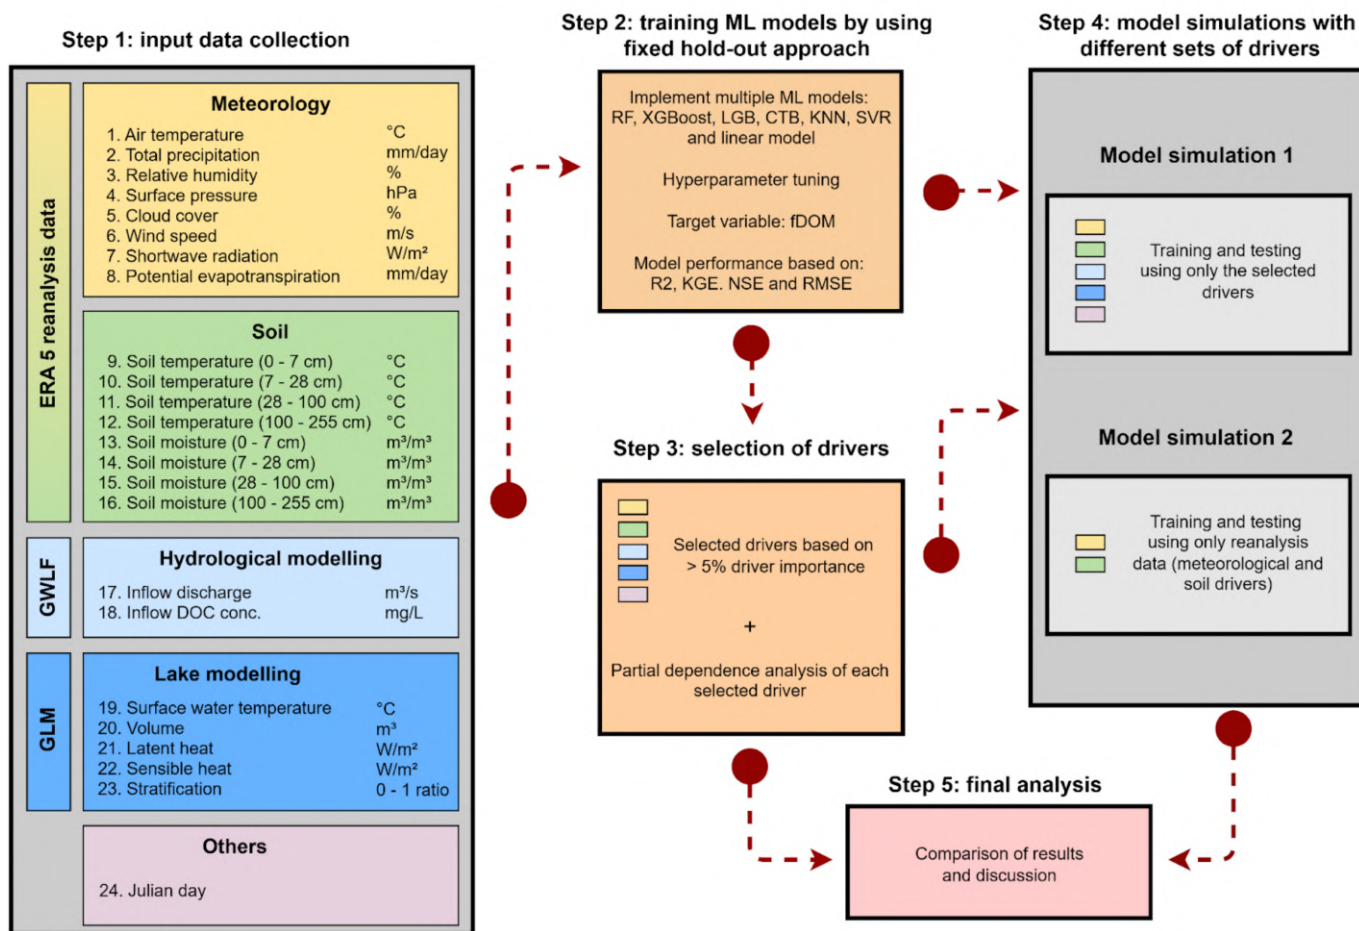 Step 1: input data collection
ERA 5 reanalysis data
Meteorology
1. Air temperature °C
2. Total precipitation mm/day
3. Relative humidity %
4. Surface pressure hPa
5. Cloud cover %
6. Wind speed m/s
7. Shortwave radiation W/m²
8. Potential evapotranspiration mm/day
Soil
9. Soil temperature (0 - 7 cm) °C
10. Soil temperature (7 - 28 cm) °C
11. Soil temperature (28 - 100 cm) °C
12. Soil temperature (100 - 255 cm) °C
13. Soil moisture (0 - 7 cm) m³/m³
14. Soil moisture (7 - 28 cm) m³/m³
15. Soil moisture (28 - 100 cm) m³/m³
16. Soil moisture (100 - 255 cm) m³/m³
GWLF
Hydrological modelling
17. Inflow discharge m³/s
18. Inflow DOC conc. mg/L
GLM
Lake modelling
19. Surface water temperature °C
20. Volume m³
21. Latent heat W/m²
22. Sensible heat W/m²
23. Stratification 0 - 1 ratio
Others
24. Julian day
Step 2: training ML models by using
fixed hold-out approach
Implement multiple ML models:
RF, XGBoost, LGB, CTB, KNN, SVR
and linear model
Hyperparameter tuning
Target variable: fDOM
Model performance based on:
R2, KGE. NSE and RMSE
Step 3: selection of drivers
Selected drivers based on
> 5% driver importance
+
Partial dependence analysis of each
selected driver
Step 4: model simulations with
different sets of drivers
Model simulation 1
Training and testing
using only the selected
drivers
Model simulation 2
Training and testing
using only reanalysis
data (meteorological and
soil drivers)
Step 5: final analysis
Comparison of results
and discussion